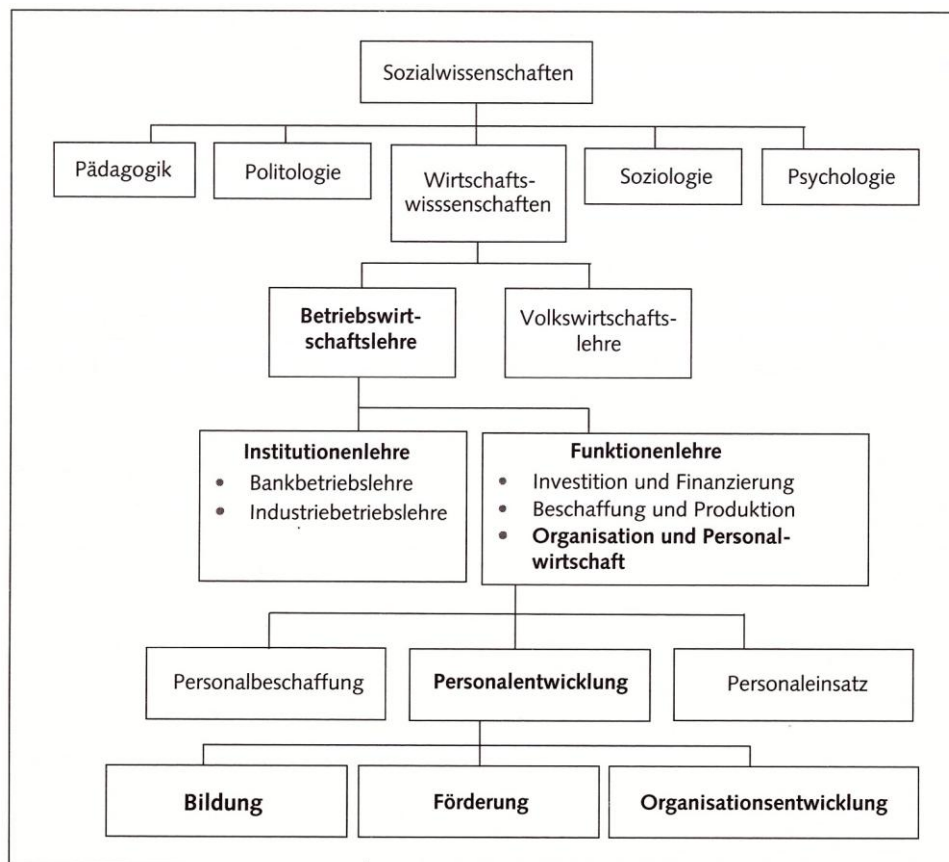 Sozialwissenschaften
Pädagogik
Politologie
Wirtschafts-
wisssenschaften
Soziologie
Psychologie
Betriebswirt-
schaftslehre
Volkswirtschafts-
lehre
Institutionenlehre
• Bankbetriebslehre
• Industriebetriebslehre
Funktionenlehre
• Investition und Finanzierung
• Beschaffung und Produktion
• Organisation und Personal-
wirtschaft
Personalbeschaffung
Personalentwicklung
Personaleinsatz
Bildung
Förderung
Organisationsentwicklung